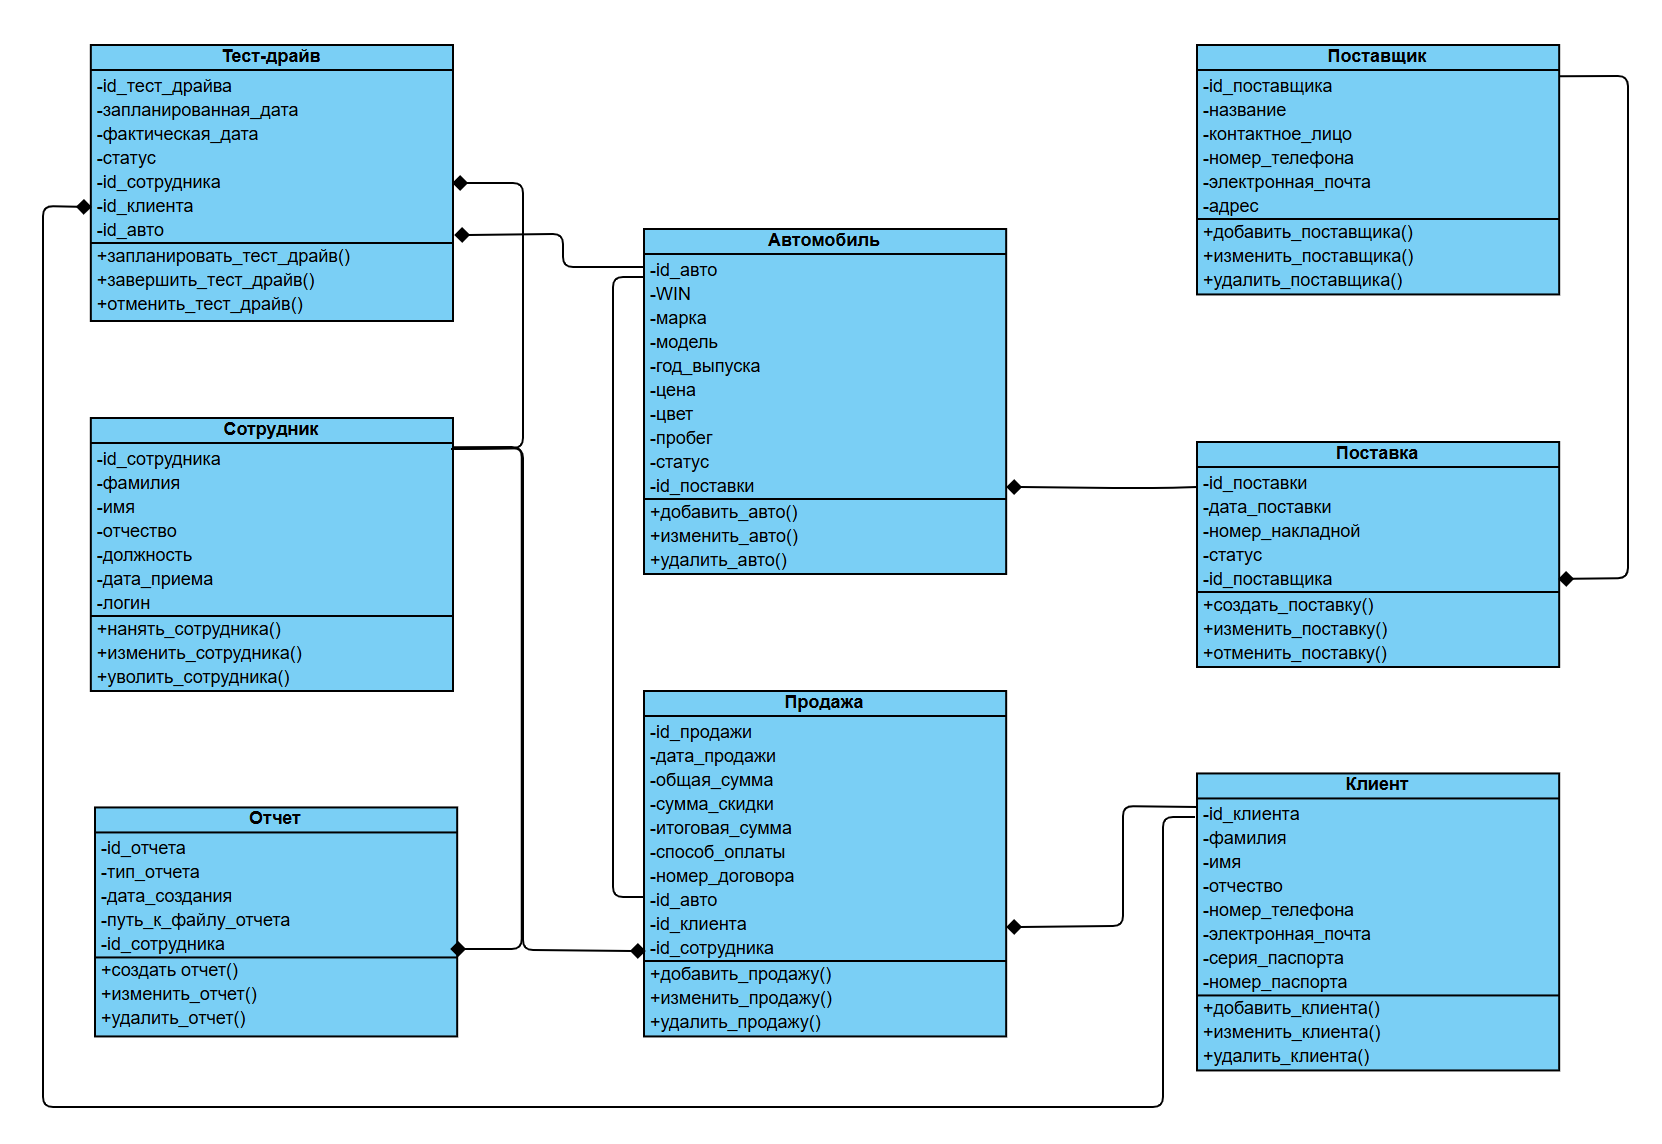 Тест-драйв
-id_тест_драйва
-запланированная_дата
-фактическая_дата
-статус
-id_сотрудника
-id_клиента
-id_авто
+запланировать_тест_драйв()
+завершить_тест_драйв()
+отменить_тест_драйв()
Поставщик
-id_поставщика
-название
-контактное_лицо
-номер_телефона
-электронная_почта
-адрес
+добавить_поставщика()
+изменить_поставщика()
+удалить_поставщика()
Автомобиль
-id_авто
-WIN
-марка
-модель
-год_выпуска
-цена
-цвет
-пробег
-статус
-id_поставки
+добавить_авто()
+изменить_авто()
+удалить_авто()
Сотрудник
-id_сотрудника
-фамилия
-имя
-отчество
-должность
-дата_приема
-логин
+нанять_сотрудника()
+изменить_сотрудника()
+уволить_сотрудника()
Поставка
-id_поставки
-дата_поставки
-номер_накладной
-статус
-id_поставщика
+создать_поставку()
+изменить_поставку()
+отменить_поставку()
Отчет
-id_отчета
-тип_отчета
-дата_создания
-путь_к_файлу_отчета
-id_сотрудника
+создать отчет()
+изменить_отчет()
+удалить_отчет()
Продажа
-id_продажи
-дата_продажи
-общая_сумма
-сумма_скидки
-итоговая_сумма
-способ_оплаты
-номер_договора
-id_авто
-id_клиента
-id_сотрудника
+добавить_продажу()
+изменить_продажу()
+удалить_продажу()
Клиент
-id_клиента
-фамилия
-имя
-отчество
-номер_телефона
-электронная_почта
-серия_паспорта
-номер_паспорта
+добавить_клиента()
+изменить_клиента()
+удалить_клиента()